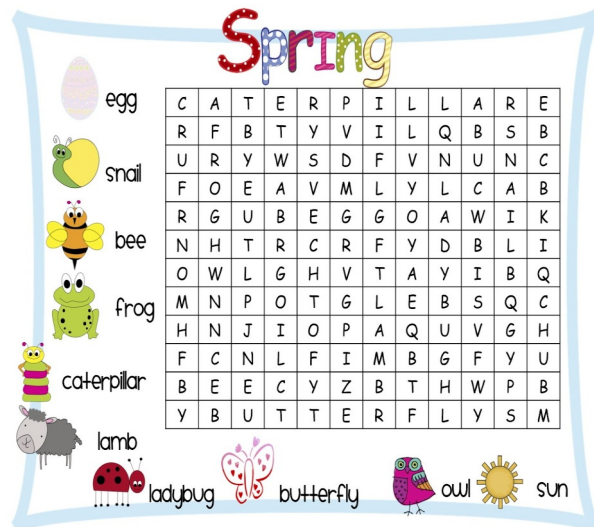 Spring
egg
snail
bee
frog
caterpillar
lamb
ladybug
butterfly
owl
sun
C A T E R P I L L A R E
R F B T Y V I L Q B S B
U R Y W S D F V N U N C
F O E A V M L Y L C A B
R G U B E G G O A W I K
N H T R C R F Y D B L I
O W L G H V T A Y I B Q
M N P O T G L E B S Q C
H N J I O P A Q U V G H
F C N L F I M B G F Y U
B E E C Y Z B T H W P B
Y B U T T E R F L Y S M